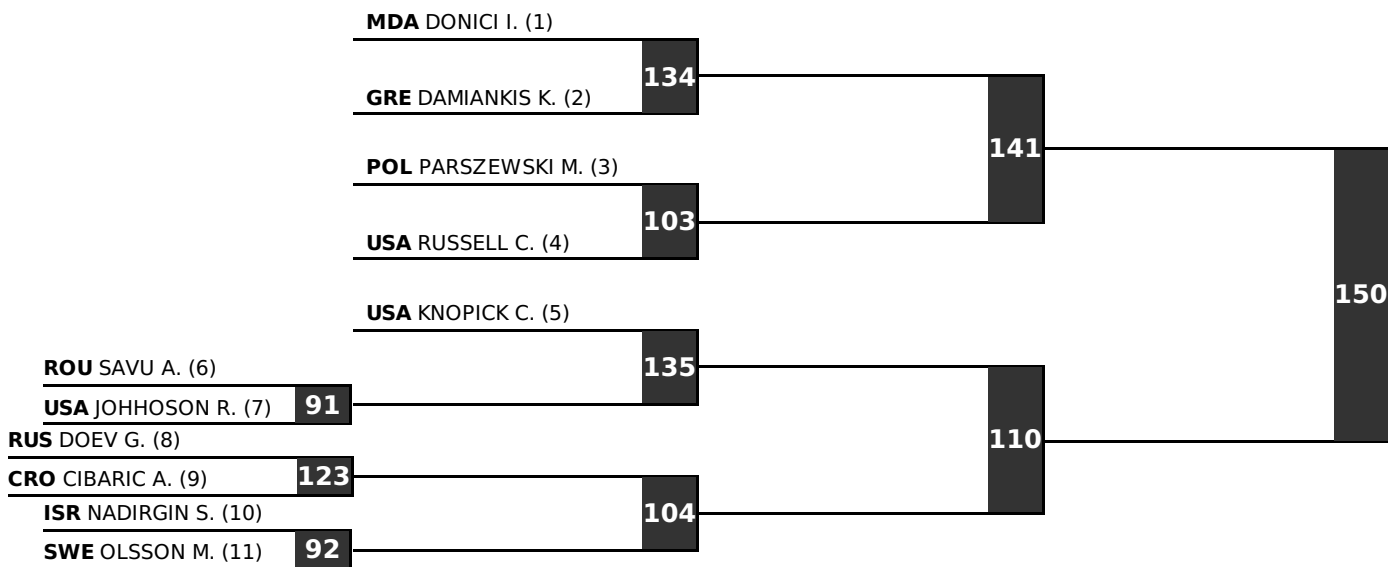 MDA DONICI I. (1)
134
GRE DAMIANKIS K. (2)
141
POL PARSZEWSKI M. (3)
103
USA RUSSELL C. (4)
150
USA KNOPICK C. (5)
135
ROU SAVU A. (6)
USA JOHHOSON R. (7) 91
RUS DOEV G. (8)
110
CRO CIBARIC A. (9) 123
ISR NADIRGIN S. (10)
104
SWE OLSSON M. (11) 92